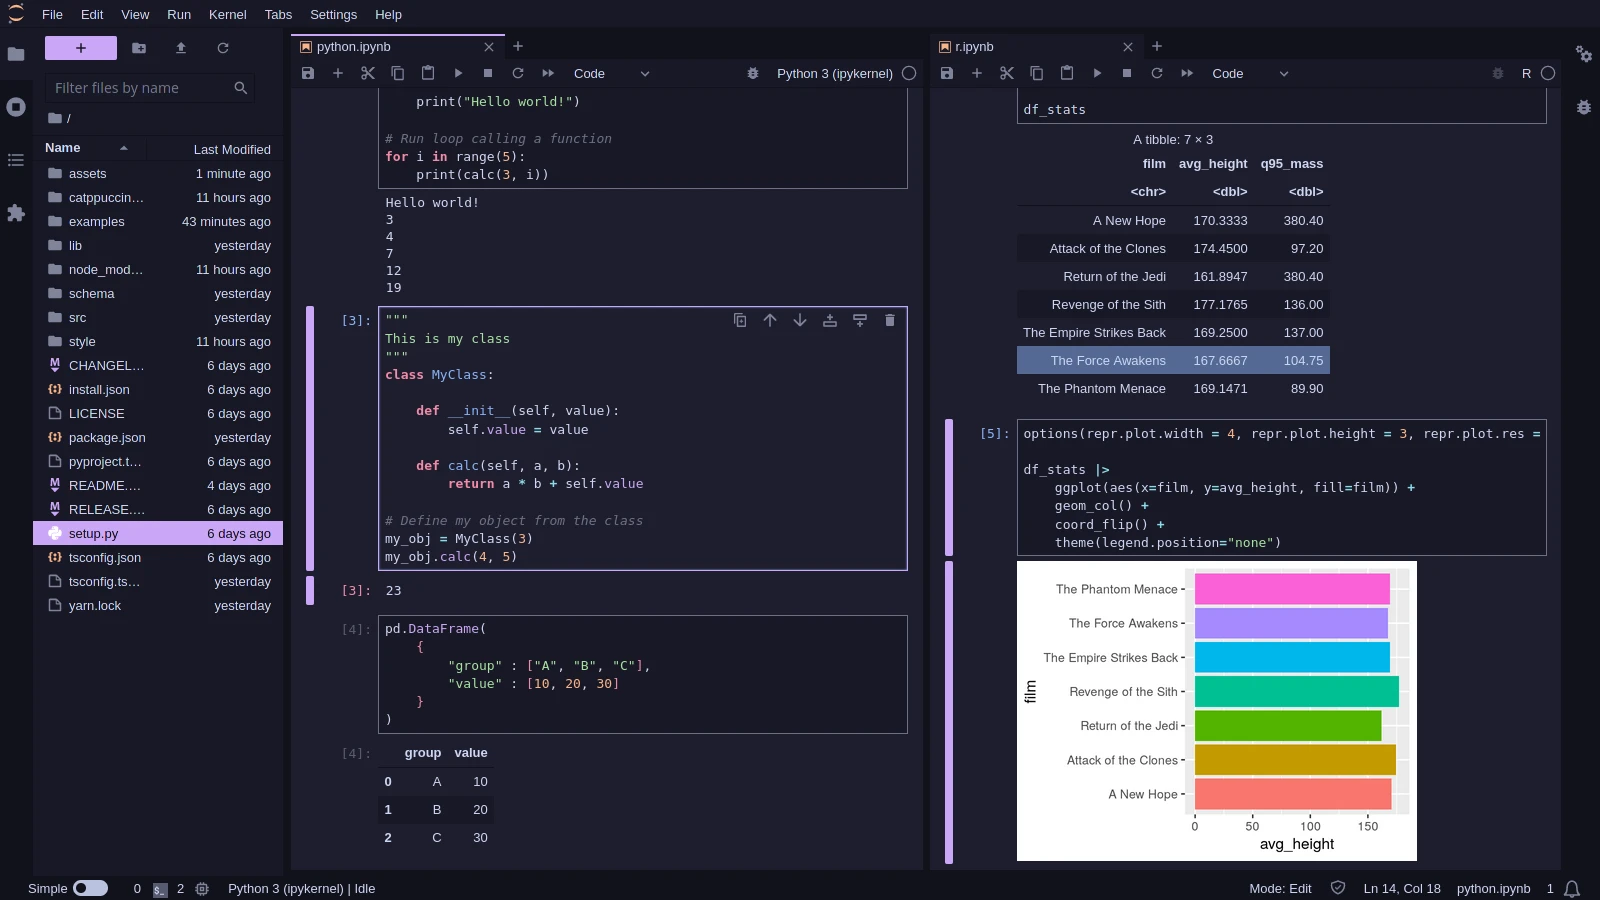 File Edit View Run Kernel Tabs Settings Help
Filter files by name
/
Name Last Modified
assets 1 minute ago
catppuccin… 11 hours ago
examples 43 minutes ago
lib yesterday
node_mod… 11 hours ago
schema yesterday
src yesterday
style 11 hours ago
CHANGEL… 6 days ago
install.json 6 days ago
LICENSE 6 days ago
package.json yesterday
pyproject.t… 6 days ago
README.… 4 days ago
RELEASE.… 6 days ago
setup.py 6 days ago
tsconfig.json 6 days ago
tsconfig.ts… yesterday
yarn.lock yesterday
python.ipynb
Code Python 3 (ipykernel)
print("Hello world!")
# Run loop calling a function
for i in range(5):
print(calc(3, i))
Hello world!
3
4
7
12
19
[3]: """
This is my class
"""
class MyClass:
def __init__(self, value):
self.value = value
def calc(self, a, b):
return a * b + self.value
# Define my object from the class
my_obj = MyClass(3)
my_obj.calc(4, 5)
[3]: 23
[4]: pd.DataFrame(
{
"group" : ["A", "B", "C"],
"value" : [10, 20, 30]
}
)
[4]: group value
0 A 10
1 B 20
2 C 30
r.ipynb
Code R
df_stats
A tibble: 7 × 3
film avg_height q95_mass
<chr> <dbl> <dbl>
A New Hope 170.3333 380.40
Attack of the Clones 174.4500 97.20
Return of the Jedi 161.8947 380.40
Revenge of the Sith 177.1765 136.00
The Empire Strikes Back 169.2500 137.00
The Force Awakens 167.6667 104.75
The Phantom Menace 169.1471 89.90
[5]: options(repr.plot.width = 4, repr.plot.height = 3, repr.plot.res =
df_stats |>
ggplot(aes(x=film, y=avg_height, fill=film)) +
geom_col() +
coord_flip() +
theme(legend.position="none")
film
The Phantom Menace
The Force Awakens
The Empire Strikes Back
Revenge of the Sith
Return of the Jedi
Attack of the Clones
A New Hope
0 50 100 150
avg_height
Simple 0 $_ 2 Python 3 (ipykernel) | Idle Mode: Edit Ln 14, Col 18 python.ipynb 1